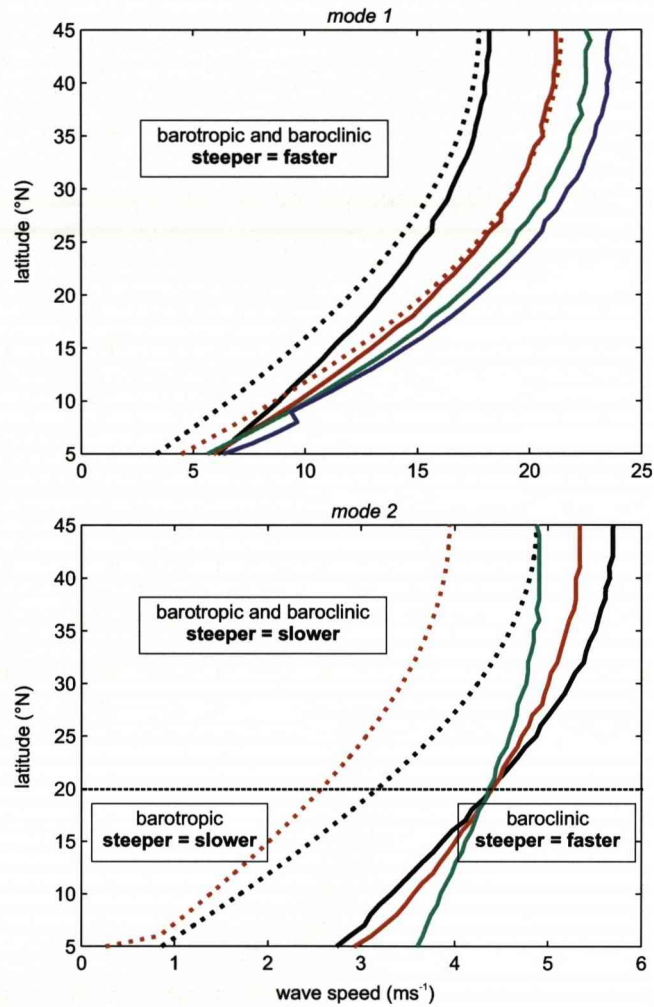 mode 1
45
40
35
30
25
20
15
10
5
latitude (°N)
barotropic and baroclinic
steeper = faster
0 5 10 15 20 25
mode 2
45
40
35
30
25
20
15
10
5
latitude (°N)
barotropic and baroclinic
steeper = slower
barotropic
steeper = slower
baroclinic
steeper = faster
0 1 2 3 4 5 6
wave speed (ms⁻¹)